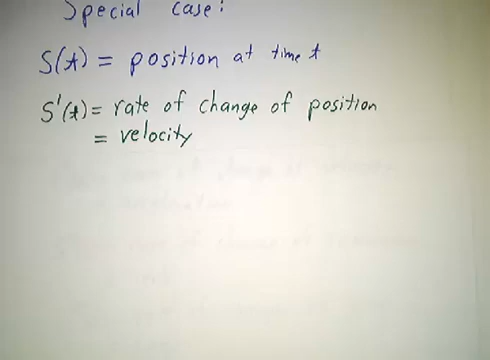 Special case:
S(t) = position at time t
S'(t) = rate of change of position
= velocity